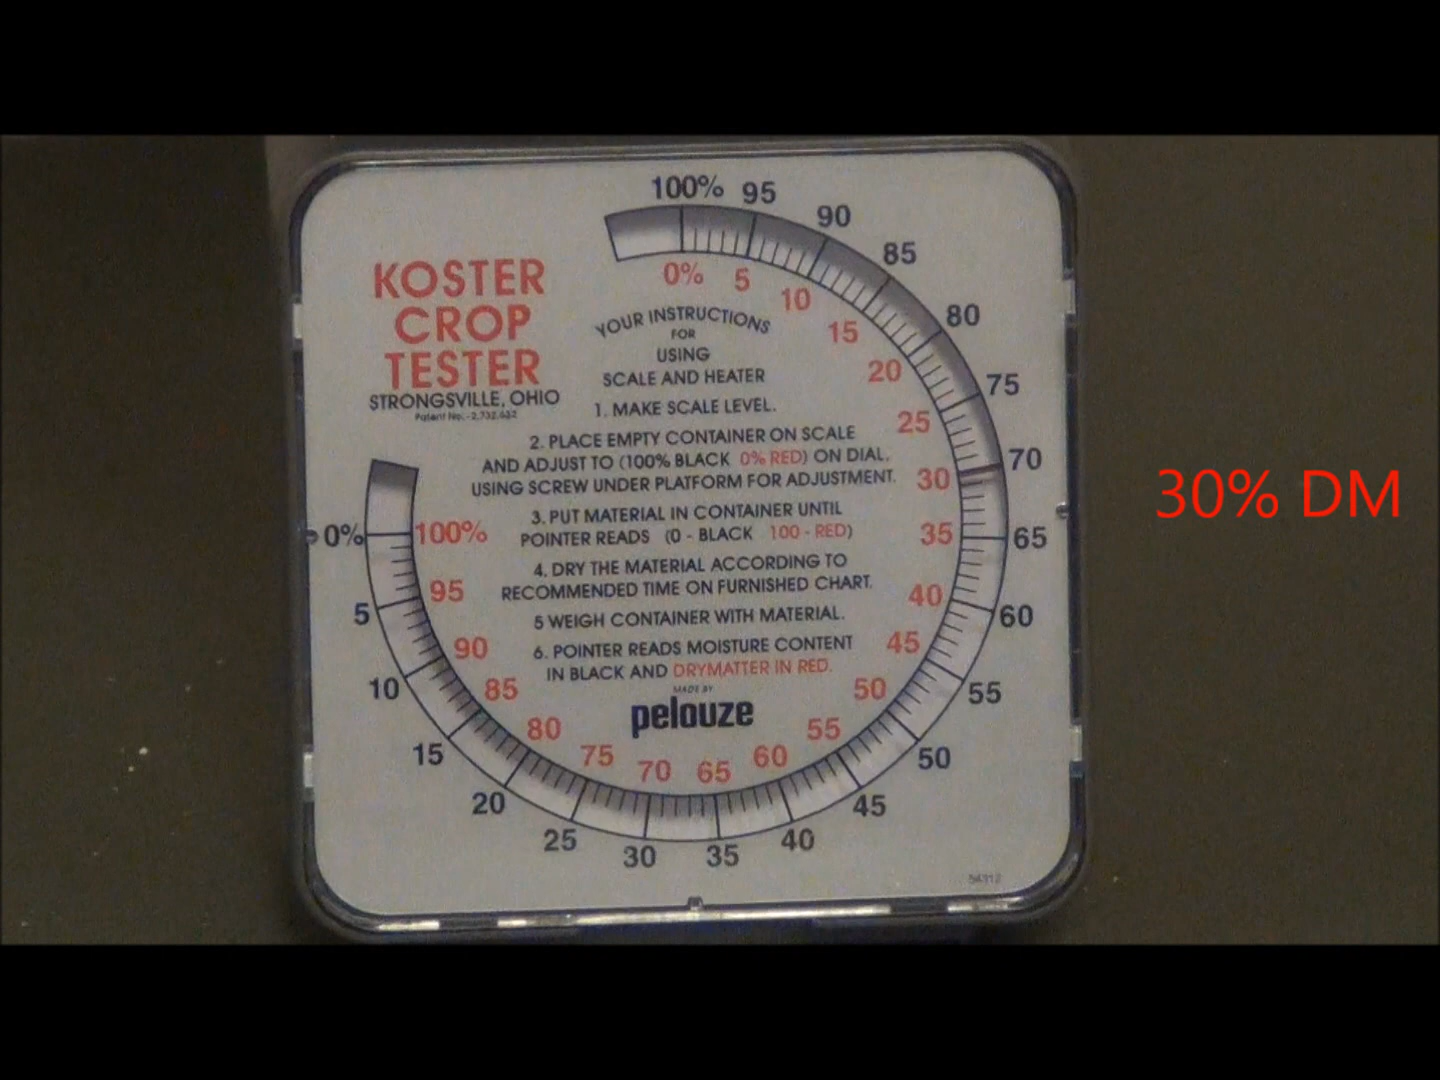 100% 95
90
85
80
75
70
65
60
55
50
45
40
35
30
25
20
15
10
5
0%
0% 5
10
15
20
25
30
35
40
45
50
55
60
65
70
75
80
85
90
95
100%
KOSTER
CROP
TESTER
STRONGSVILLE, OHIO
Patent No.-2,732,
YOUR INSTRUCTIONS
FOR
USING
SCALE AND HEATER
1. MAKE SCALE LEVEL.
2. PLACE EMPTY CONTAINER ON SCALE
AND ADJUST TO (100% BLACK 0% RED) ON DIAL,
USING SCREW UNDER PLATFORM FOR ADJUSTMENT.
3. PUT MATERIAL IN CONTAINER UNTIL
POINTER READS (0 - BLACK 100 - RED)
4. DRY THE MATERIAL ACCORDING TO
RECOMMENDED TIME ON FURNISHED CHART.
5 WEIGH CONTAINER WITH MATERIAL.
6. POINTER READS MOISTURE CONTENT
IN BLACK AND DRYMATTER IN RED.
MADE BY
pelouze
30% DM